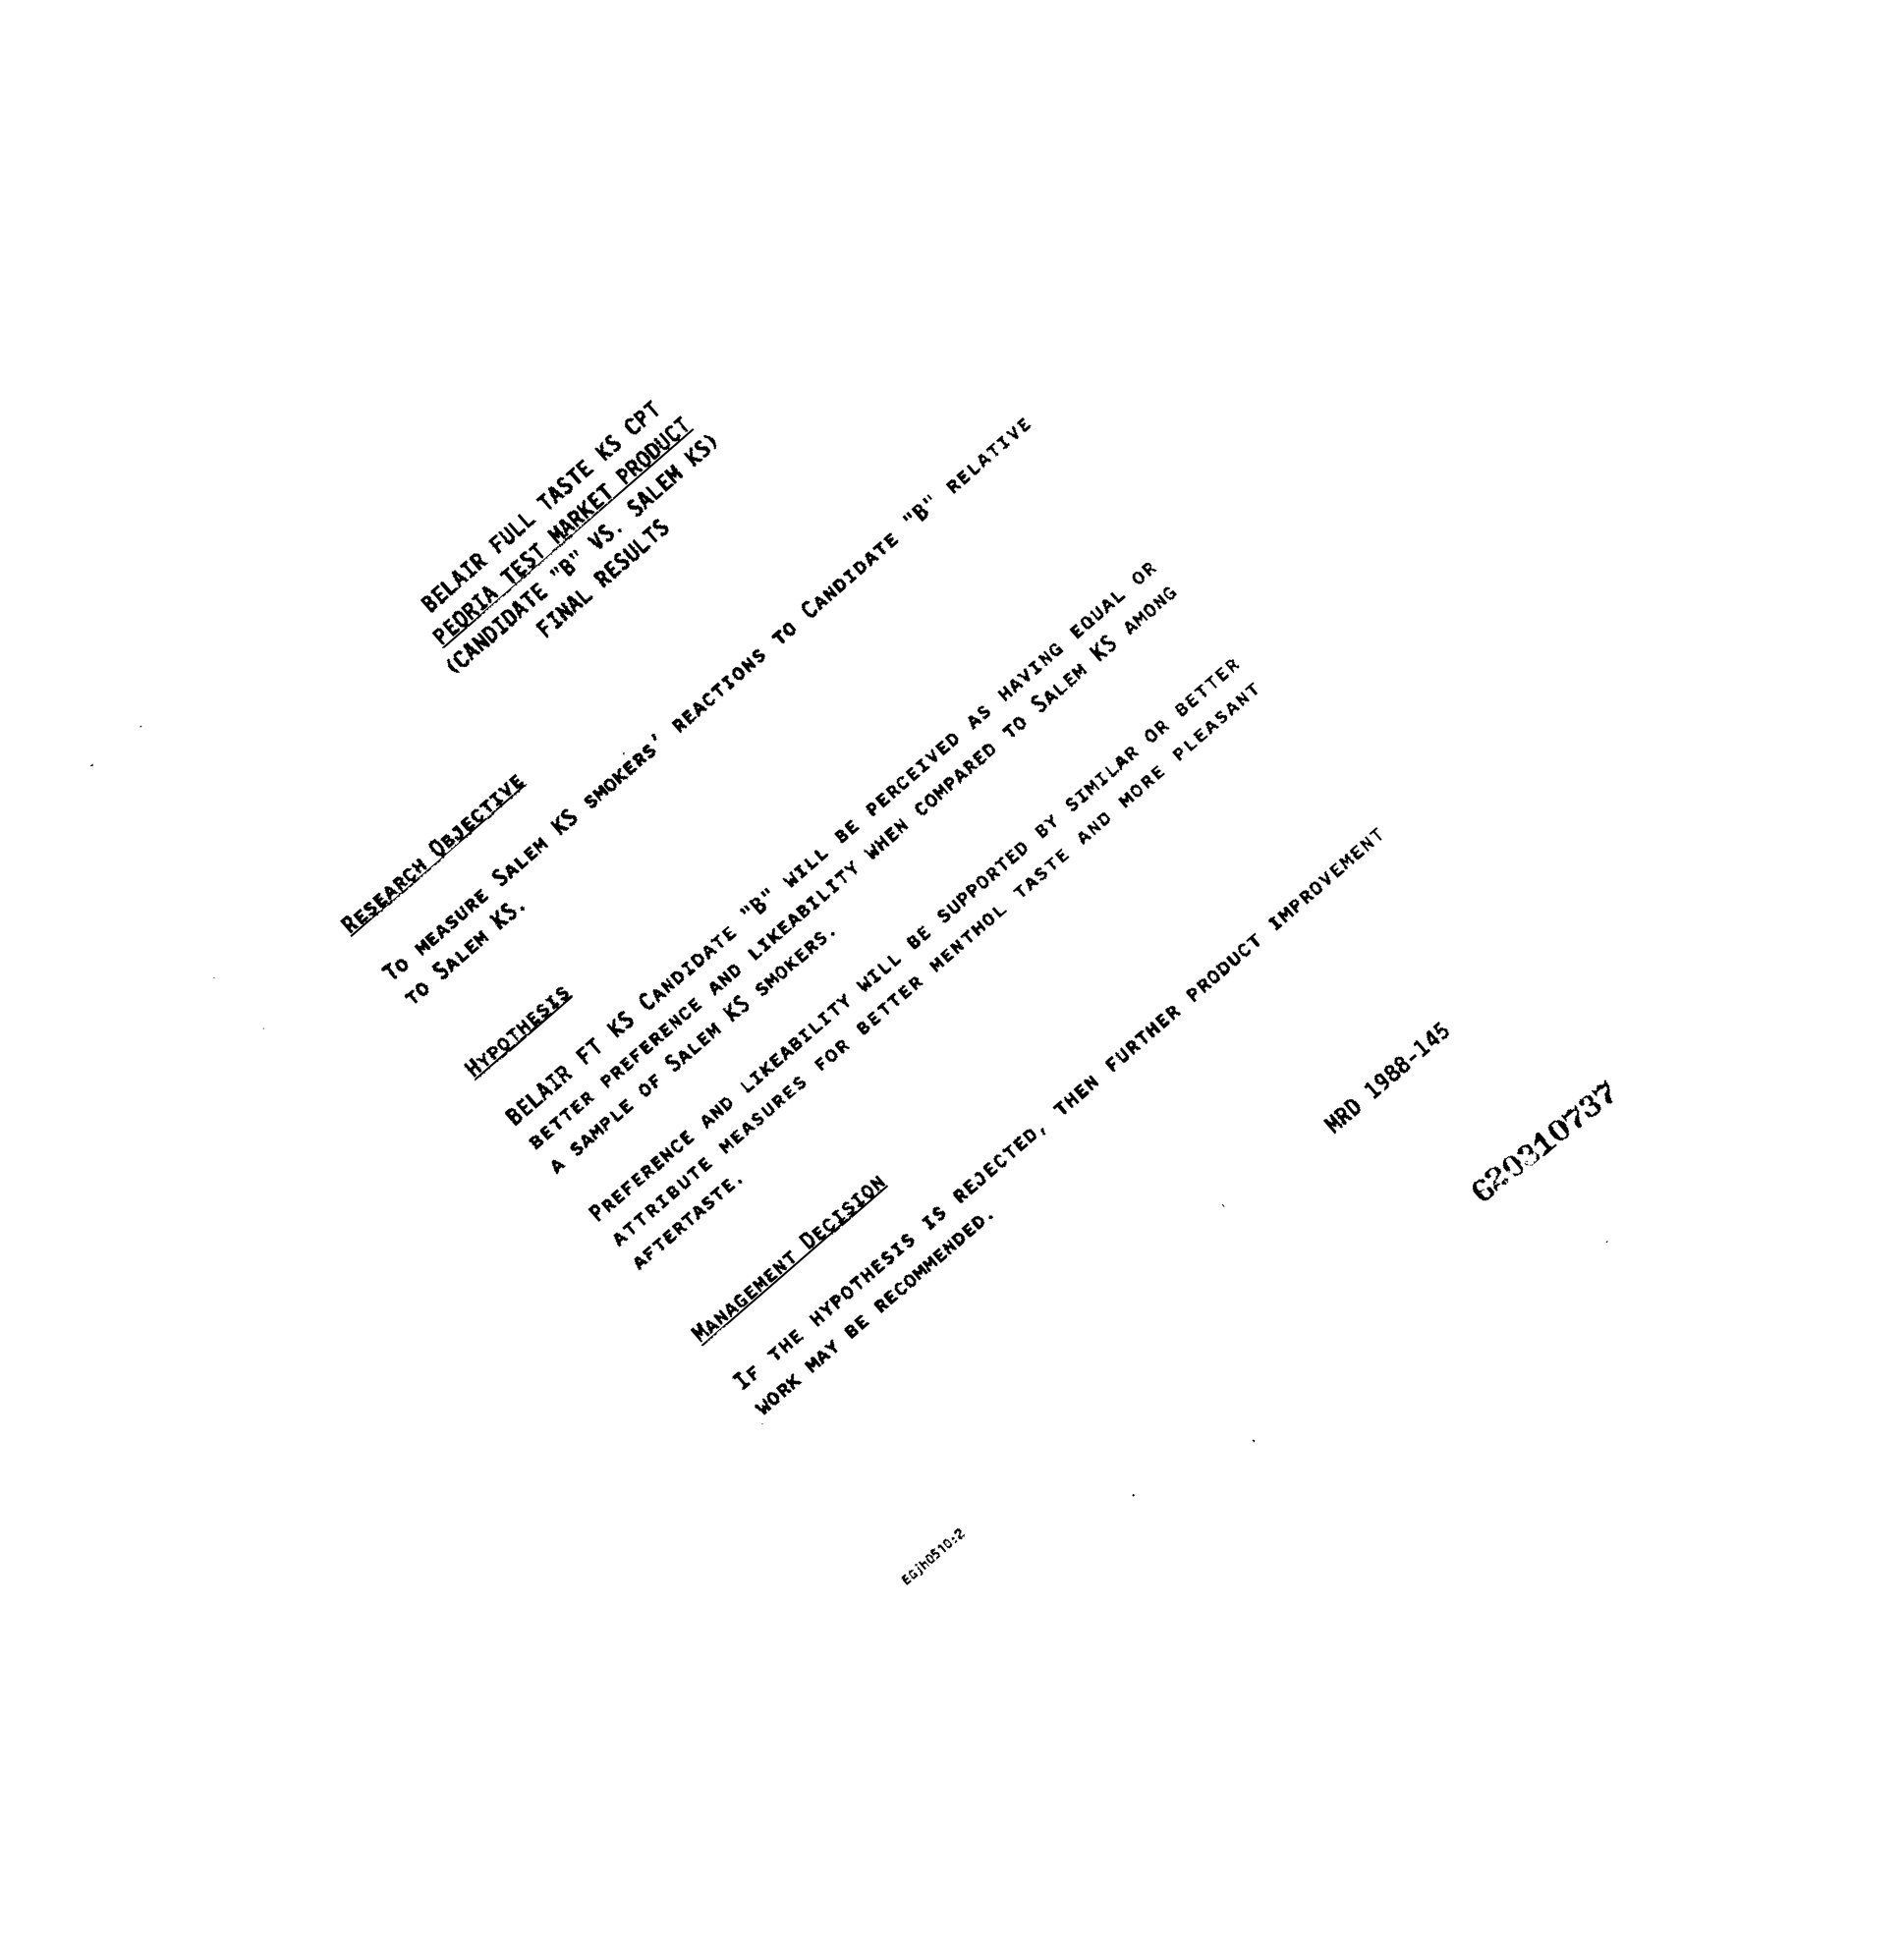 BELAIR FULL TASTE KS CPT
PEORIA TEST MARKET PRODUCT
(CANDIDATE "B" VS. SALEM KS)
FINAL RESULTS
RESEARCH OBJECTIVE
TO MEASURE SALEM KS SMOKERS' REACTIONS TO CANDIDATE "B" RELATIVE
TO SALEM KS.
HYPOTHESIS
BELAIR FT KS CANDIDATE "B" WILL BE PERCEIVED AS HAVING EQUAL OR
BETTER PREFERENCE AND LIKEABILITY WHEN COMPARED TO SALEM KS AMONG
A SAMPLE OF SALEM KS SMOKERS.
PREFERENCE AND LIKEABILITY WILL BE SUPPORTED BY SIMILAR OR BETTER
ATTRIBUTE MEASURES FOR BETTER MENTHOL TASTE AND MORE PLEASANT
AFTERTASTE.
MANAGEMENT DECISION
IF THE HYPOTHESIS IS REJECTED, THEN FURTHER PRODUCT IMPROVEMENT
WORK MAY BE RECOMMENDED.
MRD 1988-145
620310737
EGjh0510:2